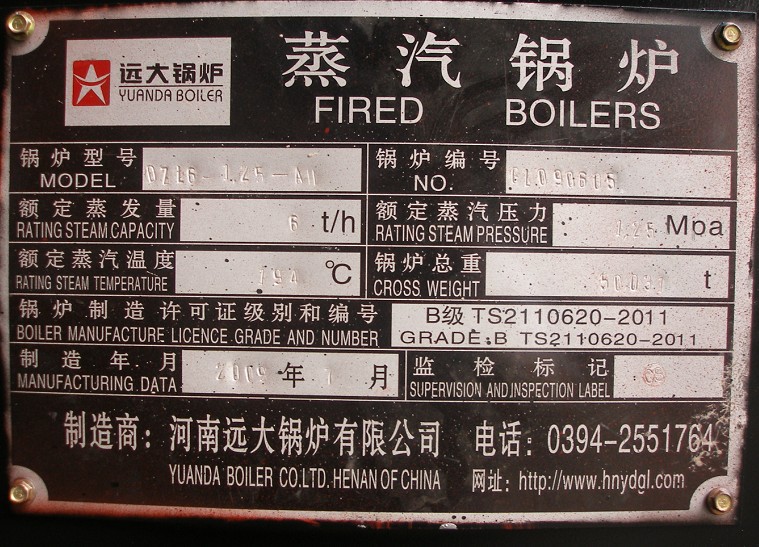 远大锅炉
YUANDA BOILER
蒸汽锅炉
FIRED BOILERS
锅炉型号
MODEL
锅炉编号
NO.
额定蒸发量 6 t/h
RATING STEAM CAPACITY
额定蒸汽压力 1.25 Mpa
RATING STEAM PRESSURE
额定蒸汽温度 194 ℃
RATING STEAM TEMPERATURE
锅炉总重 t
CROSS WEIGHT
锅炉制造许可证级别和编号
BOILER MANUFACTURE LICENCE GRADE AND NUMBER
B级 TS2110620-2011
GRADE:B TS2110620-2011
制造年月 2009 年 月
MANUFACTURING.DATA
监检标记
SUPERVISION AND INSPECTION LABEL
制造商：河南远大锅炉有限公司 电话：0394-2551764
YUANDA BOILER CO.LTD.HENAN OF CHINA 网址：http://www.hnydgl.com